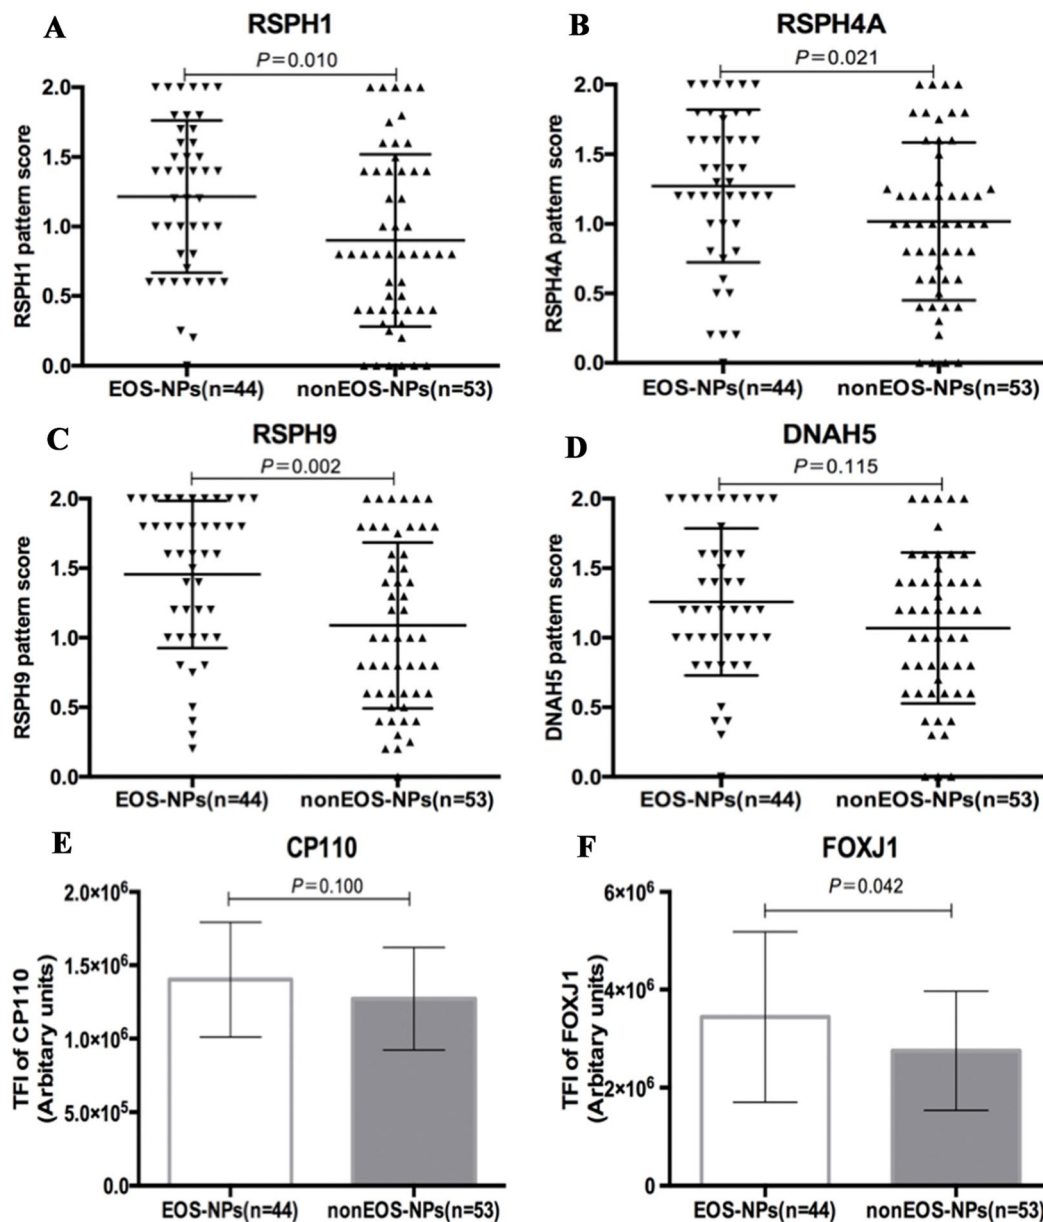 A
RSPH1
P=0.010
RSPH1 pattern score
2.0
1.5
1.0
0.5
0.0
EOS-NPs(n=44)
nonEOS-NPs(n=53)
B
RSPH4A
P=0.021
RSPH4A pattern score
2.0
1.5
1.0
0.5
0.0
EOS-NPs(n=44)
nonEOS-NPs(n=53)
C
RSPH9
P=0.002
RSPH9 pattern score
2.0
1.5
1.0
0.5
0.0
EOS-NPs(n=44)
nonEOS-NPs(n=53)
D
DNAH5
P=0.115
DNAH5 pattern score
2.0
1.5
1.0
0.5
0.0
EOS-NPs(n=44)
nonEOS-NPs(n=53)
E
CP110
P=0.100
TFI of CP110
(Arbitary units)
2.0×10⁶
1.5×10⁶
1.0×10⁶
5.0×10⁵
0.0
EOS-NPs(n=44)
nonEOS-NPs(n=53)
F
FOXJ1
P=0.042
TFI of FOXJ1
(Arbitary units)
6×10⁶
4×10⁶
2×10⁶
0
EOS-NPs(n=44)
nonEOS-NPs(n=53)